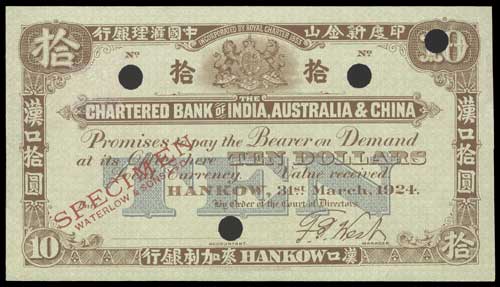 印度新金山中國滙理銀行
INCORPORATED BY ROYAL CHARTER 1853
拾 10
Nº Nº
拾 拾
THE
CHARTERED BANK OF INDIA, AUSTRALIA & CHINA
Promises to pay the Bearer on Demand
at its Office here TEN DOLLARS
Currency. Value received.
HANKOW, 31st March, 1924.
By Order of the Court of Directors.
TEN
SPECIMEN
WATERLOW & SONS
漢口拾圓
漢口拾圓
ACCOUNTANT. MANAGER.
10 拾
漢口 HANKOW 麥加利銀行